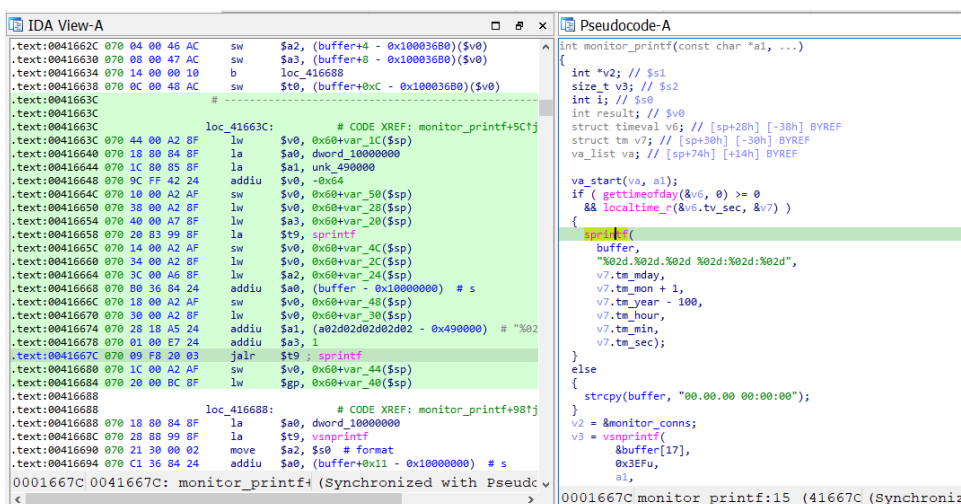 IDA View-A
.text:0041662C 070 04 00 46 AC sw $a2, (buffer+4 - 0x100036B0)($v0)
.text:00416630 070 08 00 47 AC sw $a3, (buffer+8 - 0x100036B0)($v0)
.text:00416634 070 14 00 00 10 b loc_416688
.text:00416638 070 0C 00 48 AC sw $t0, (buffer+0xC - 0x100036B0)($v0)
.text:0041663C # ---------------------------------------
.text:0041663C
.text:0041663C loc_41663C: # CODE XREF: monitor_printf+5C↑j
.text:0041663C 070 44 00 A2 8F lw $v0, 0x60+var_1C($sp)
.text:00416640 070 18 80 84 8F la $a0, dword_10000000
.text:00416644 070 1C 80 85 8F la $a1, unk_490000
.text:00416648 070 9C FF 42 24 addiu $v0, -0x64
.text:0041664C 070 10 00 A2 AF sw $v0, 0x60+var_50($sp)
.text:00416650 070 38 00 A2 8F lw $v0, 0x60+var_28($sp)
.text:00416654 070 40 00 A7 8F lw $a3, 0x60+var_20($sp)
.text:00416658 070 20 83 99 8F la $t9, sprintf
.text:0041665C 070 14 00 A2 AF sw $v0, 0x60+var_4C($sp)
.text:00416660 070 34 00 A2 8F lw $v0, 0x60+var_2C($sp)
.text:00416664 070 3C 00 A6 8F lw $a2, 0x60+var_24($sp)
.text:00416668 070 B0 36 84 24 addiu $a0, (buffer - 0x10000000) # s
.text:0041666C 070 18 00 A2 AF sw $v0, 0x60+var_48($sp)
.text:00416670 070 30 00 A2 8F lw $v0, 0x60+var_30($sp)
.text:00416674 070 28 18 A5 24 addiu $a1, (a02d02d02d02d02 - 0x490000) # "%02
.text:00416678 070 01 00 E7 24 addiu $a3, 1
.text:0041667C 070 09 F8 20 03 jalr $t9 ; sprintf
.text:00416680 070 1C 00 A2 AF sw $v0, 0x60+var_44($sp)
.text:00416684 070 20 00 BC 8F lw $gp, 0x60+var_40($sp)
.text:00416688
.text:00416688 loc_416688: # CODE XREF: monitor_printf+98↑j
.text:00416688 070 18 80 84 8F la $a0, dword_10000000
.text:0041668C 070 28 88 99 8F la $t9, vsnprintf
.text:00416690 070 21 30 00 02 move $a2, $s0 # format
.text:00416694 070 C1 36 84 24 addiu $a0, (buffer+0x11 - 0x10000000) # s
0001667C 0041667C: monitor_printf+ (Synchronized with Pseudo
Pseudocode-A
int monitor_printf(const char *a1, ...)
{
int *v2; // $s1
size_t v3; // $s2
int i; // $s0
int result; // $v0
struct timeval v6; // [sp+28h] [-38h] BYREF
struct tm v7; // [sp+30h] [-30h] BYREF
va_list va; // [sp+74h] [+14h] BYREF
va_start(va, a1);
if ( gettimeofday(&v6, 0) >= 0
&& localtime_r(&v6.tv_sec, &v7) )
{
sprintf(
buffer,
"%02d.%02d.%02d %02d:%02d:%02d",
v7.tm_mday,
v7.tm_mon + 1,
v7.tm_year - 100,
v7.tm_hour,
v7.tm_min,
v7.tm_sec);
}
else
{
strcpy(buffer, "00.00.00 00:00:00");
}
v2 = &monitor_conns;
v3 = vsnprintf(
&buffer[17],
0x3EFu,
a1,
0001667C monitor_printf:15 (41667C (Synchroniz